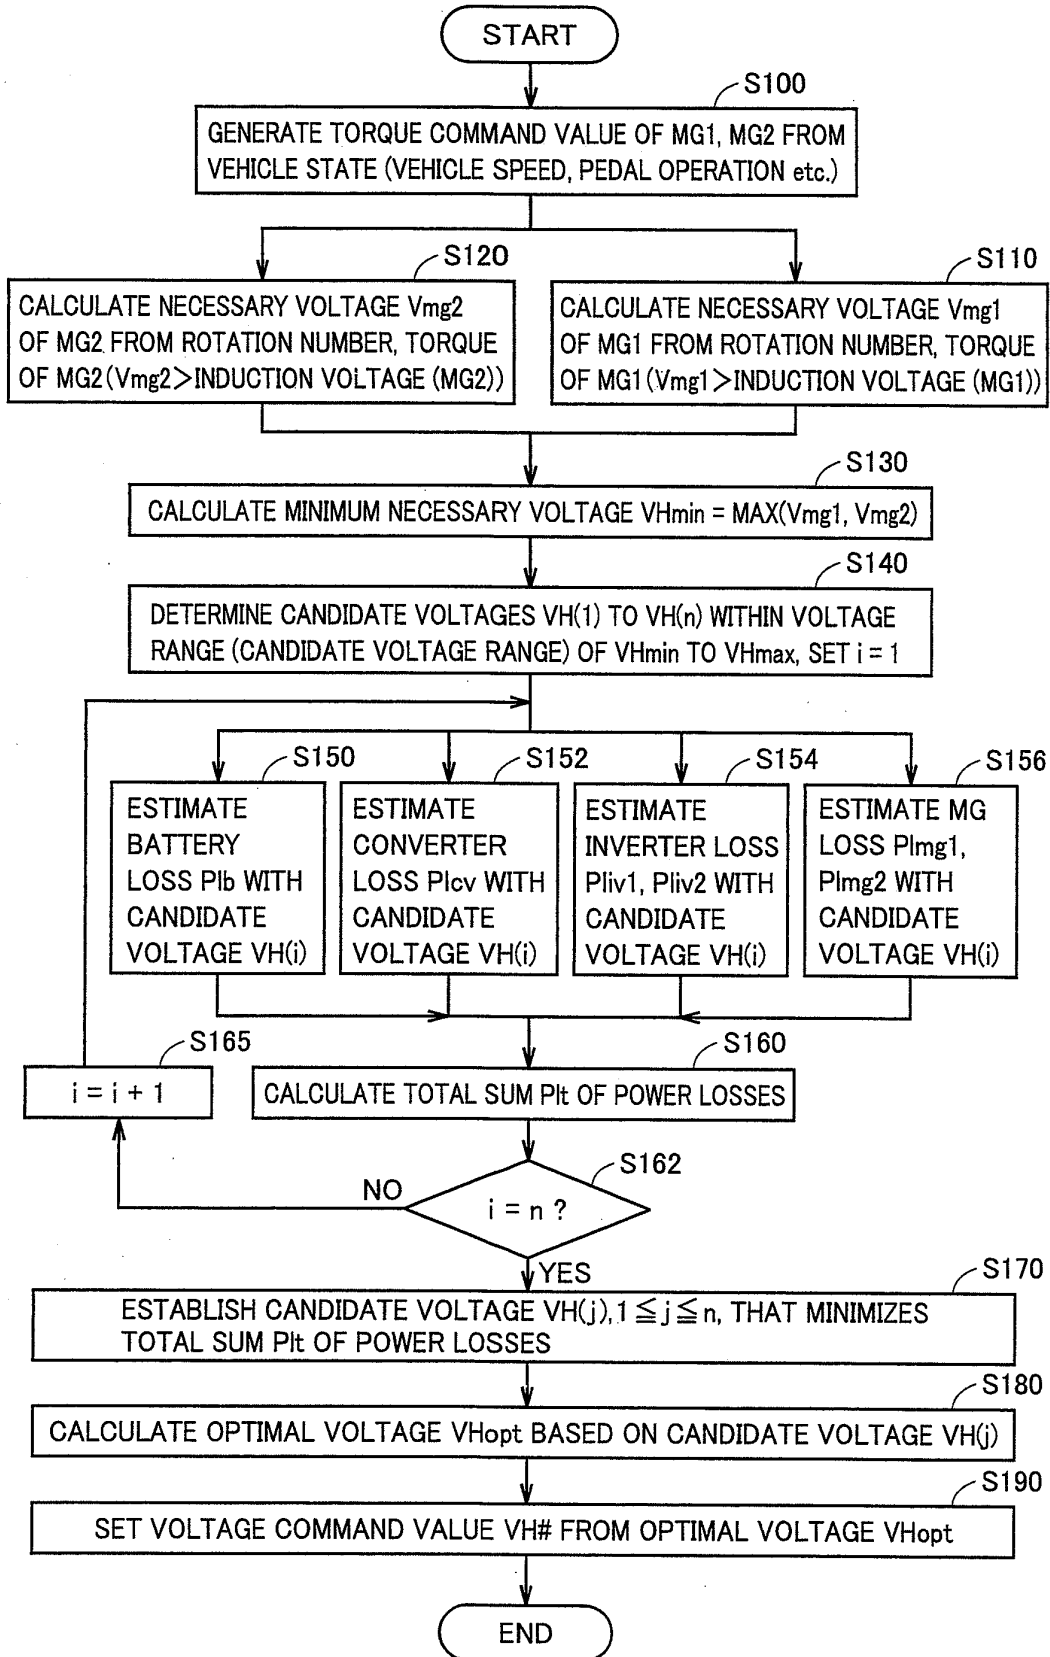 START
S100
GENERATE TORQUE COMMAND VALUE OF MG1, MG2 FROM
VEHICLE STATE (VEHICLE SPEED, PEDAL OPERATION etc.)
S120
CALCULATE NECESSARY VOLTAGE Vmg2
OF MG2 FROM ROTATION NUMBER, TORQUE
OF MG2(Vmg2>INDUCTION VOLTAGE (MG2))
S110
CALCULATE NECESSARY VOLTAGE Vmg1
OF MG1 FROM ROTATION NUMBER, TORQUE
OF MG1(Vmg1>INDUCTION VOLTAGE (MG1))
S130
CALCULATE MINIMUM NECESSARY VOLTAGE VHmin = MAX(Vmg1, Vmg2)
S140
DETERMINE CANDIDATE VOLTAGES VH(1) TO VH(n) WITHIN VOLTAGE
RANGE (CANDIDATE VOLTAGE RANGE) OF VHmin TO VHmax, SET i = 1
S150
ESTIMATE
BATTERY
LOSS Plb WITH
CANDIDATE
VOLTAGE VH(i)
S152
ESTIMATE
CONVERTER
LOSS Plcv WITH
CANDIDATE
VOLTAGE VH(i)
S154
ESTIMATE
INVERTER LOSS
Pliv1, Pliv2 WITH
CANDIDATE
VOLTAGE VH(i)
S156
ESTIMATE MG
LOSS Plmg1,
Plmg2 WITH
CANDIDATE
VOLTAGE VH(i)
S165
i = i + 1
S160
CALCULATE TOTAL SUM Plt OF POWER LOSSES
S162
i = n ?
NO
YES
S170
ESTABLISH CANDIDATE VOLTAGE VH(j), 1 ≦ j ≦ n, THAT MINIMIZES
TOTAL SUM Plt OF POWER LOSSES
S180
CALCULATE OPTIMAL VOLTAGE VHopt BASED ON CANDIDATE VOLTAGE VH(j)
S190
SET VOLTAGE COMMAND VALUE VH# FROM OPTIMAL VOLTAGE VHopt
END